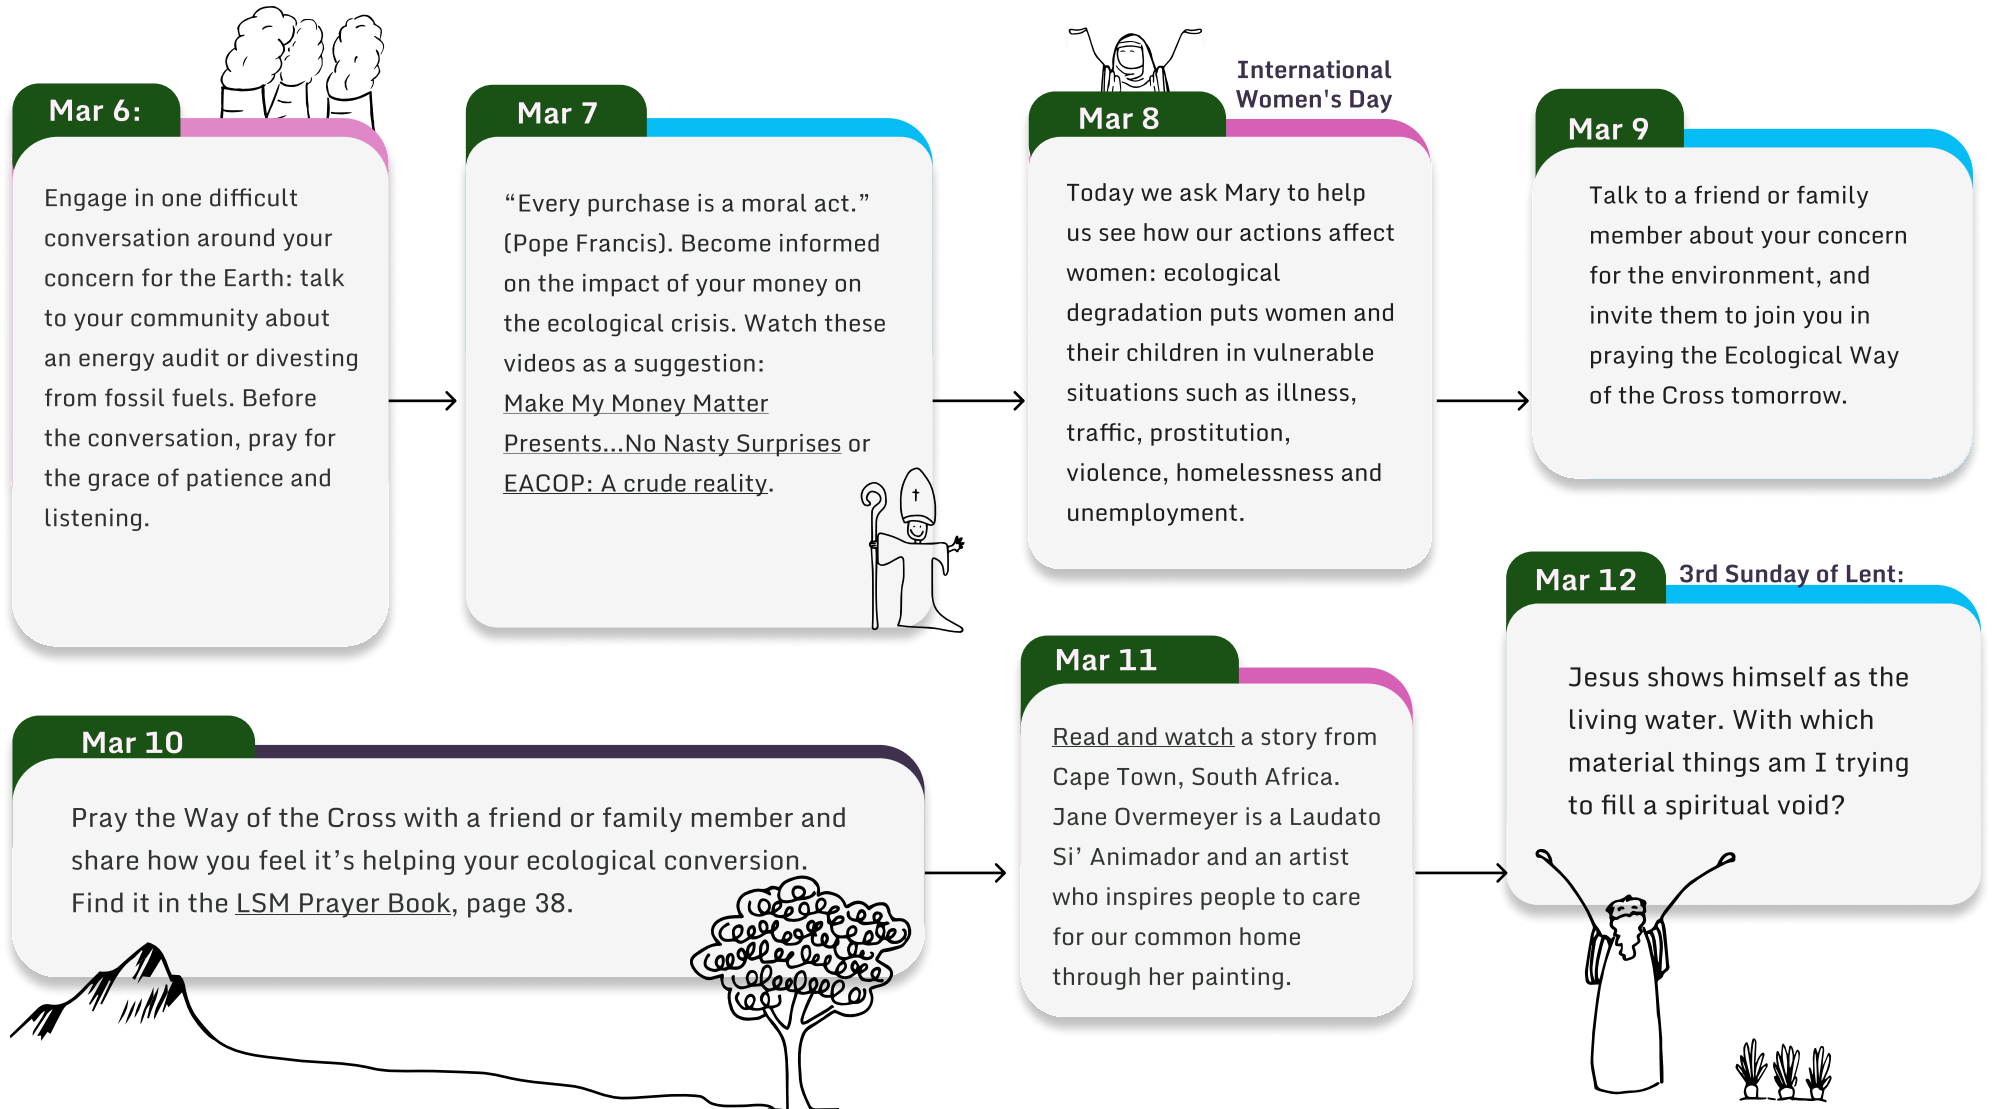 Mar 6:
Engage in one difficult
conversation around your
concern for the Earth: talk
to your community about
an energy audit or divesting
from fossil fuels. Before
the conversation, pray for
the grace of patience and
listening.
Mar 7
“Every purchase is a moral act.”
(Pope Francis). Become informed
on the impact of your money on
the ecological crisis. Watch these
videos as a suggestion:
Make My Money Matter
Presents...No Nasty Surprises or
EACOP: A crude reality.
Mar 8
International
Women's Day
Today we ask Mary to help
us see how our actions affect
women: ecological
degradation puts women and
their children in vulnerable
situations such as illness,
traffic, prostitution,
violence, homelessness and
unemployment.
Mar 9
Talk to a friend or family
member about your concern
for the environment, and
invite them to join you in
praying the Ecological Way
of the Cross tomorrow.
Mar 10
Pray the Way of the Cross with a friend or family member and
share how you feel it’s helping your ecological conversion.
Find it in the LSM Prayer Book, page 38.
Mar 11
Read and watch a story from
Cape Town, South Africa.
Jane Overmeyer is a Laudato
Si’ Animador and an artist
who inspires people to care
for our common home
through her painting.
Mar 12
3rd Sunday of Lent:
Jesus shows himself as the
living water. With which
material things am I trying
to fill a spiritual void?